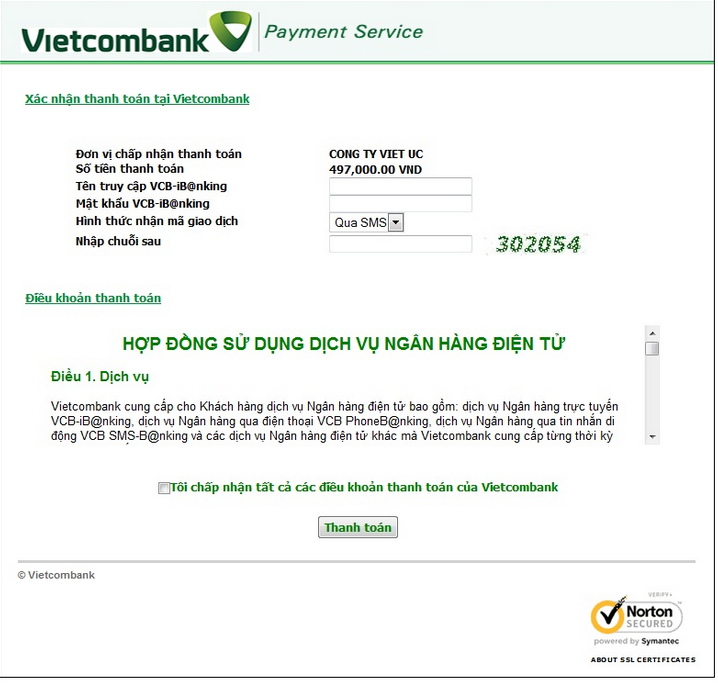 Vietcombank Payment Service
Xác nhận thanh toán tại Vietcombank
Đơn vị chấp nhận thanh toán CONG TY VIET UC
Số tiền thanh toán 497,000.00 VND
Tên truy cập VCB-iB@nking
Mật khẩu VCB-iB@nking
Hình thức nhận mã giao dịch Qua SMS
Nhập chuỗi sau 302054
Điều khoản thanh toán
HỢP ĐỒNG SỬ DỤNG DỊCH VỤ NGÂN HÀNG ĐIỆN TỬ
Điều 1. Dịch vụ
Vietcombank cung cấp cho Khách hàng dịch vụ Ngân hàng điện tử bao gồm: dịch vụ Ngân hàng trực tuyến
VCB-iB@nking, dịch vụ Ngân hàng qua điện thoại VCB PhoneB@nking, dịch vụ Ngân hàng qua tin nhắn di
động VCB SMS-B@nking và các dịch vụ Ngân hàng điện tử khác mà Vietcombank cung cấp từng thời kỳ
Tôi chấp nhận tất cả các điều khoản thanh toán của Vietcombank
Thanh toán
© Vietcombank
VERIFY▸
Norton
SECURED
powered by Symantec
ABOUT SSL CERTIFICATES